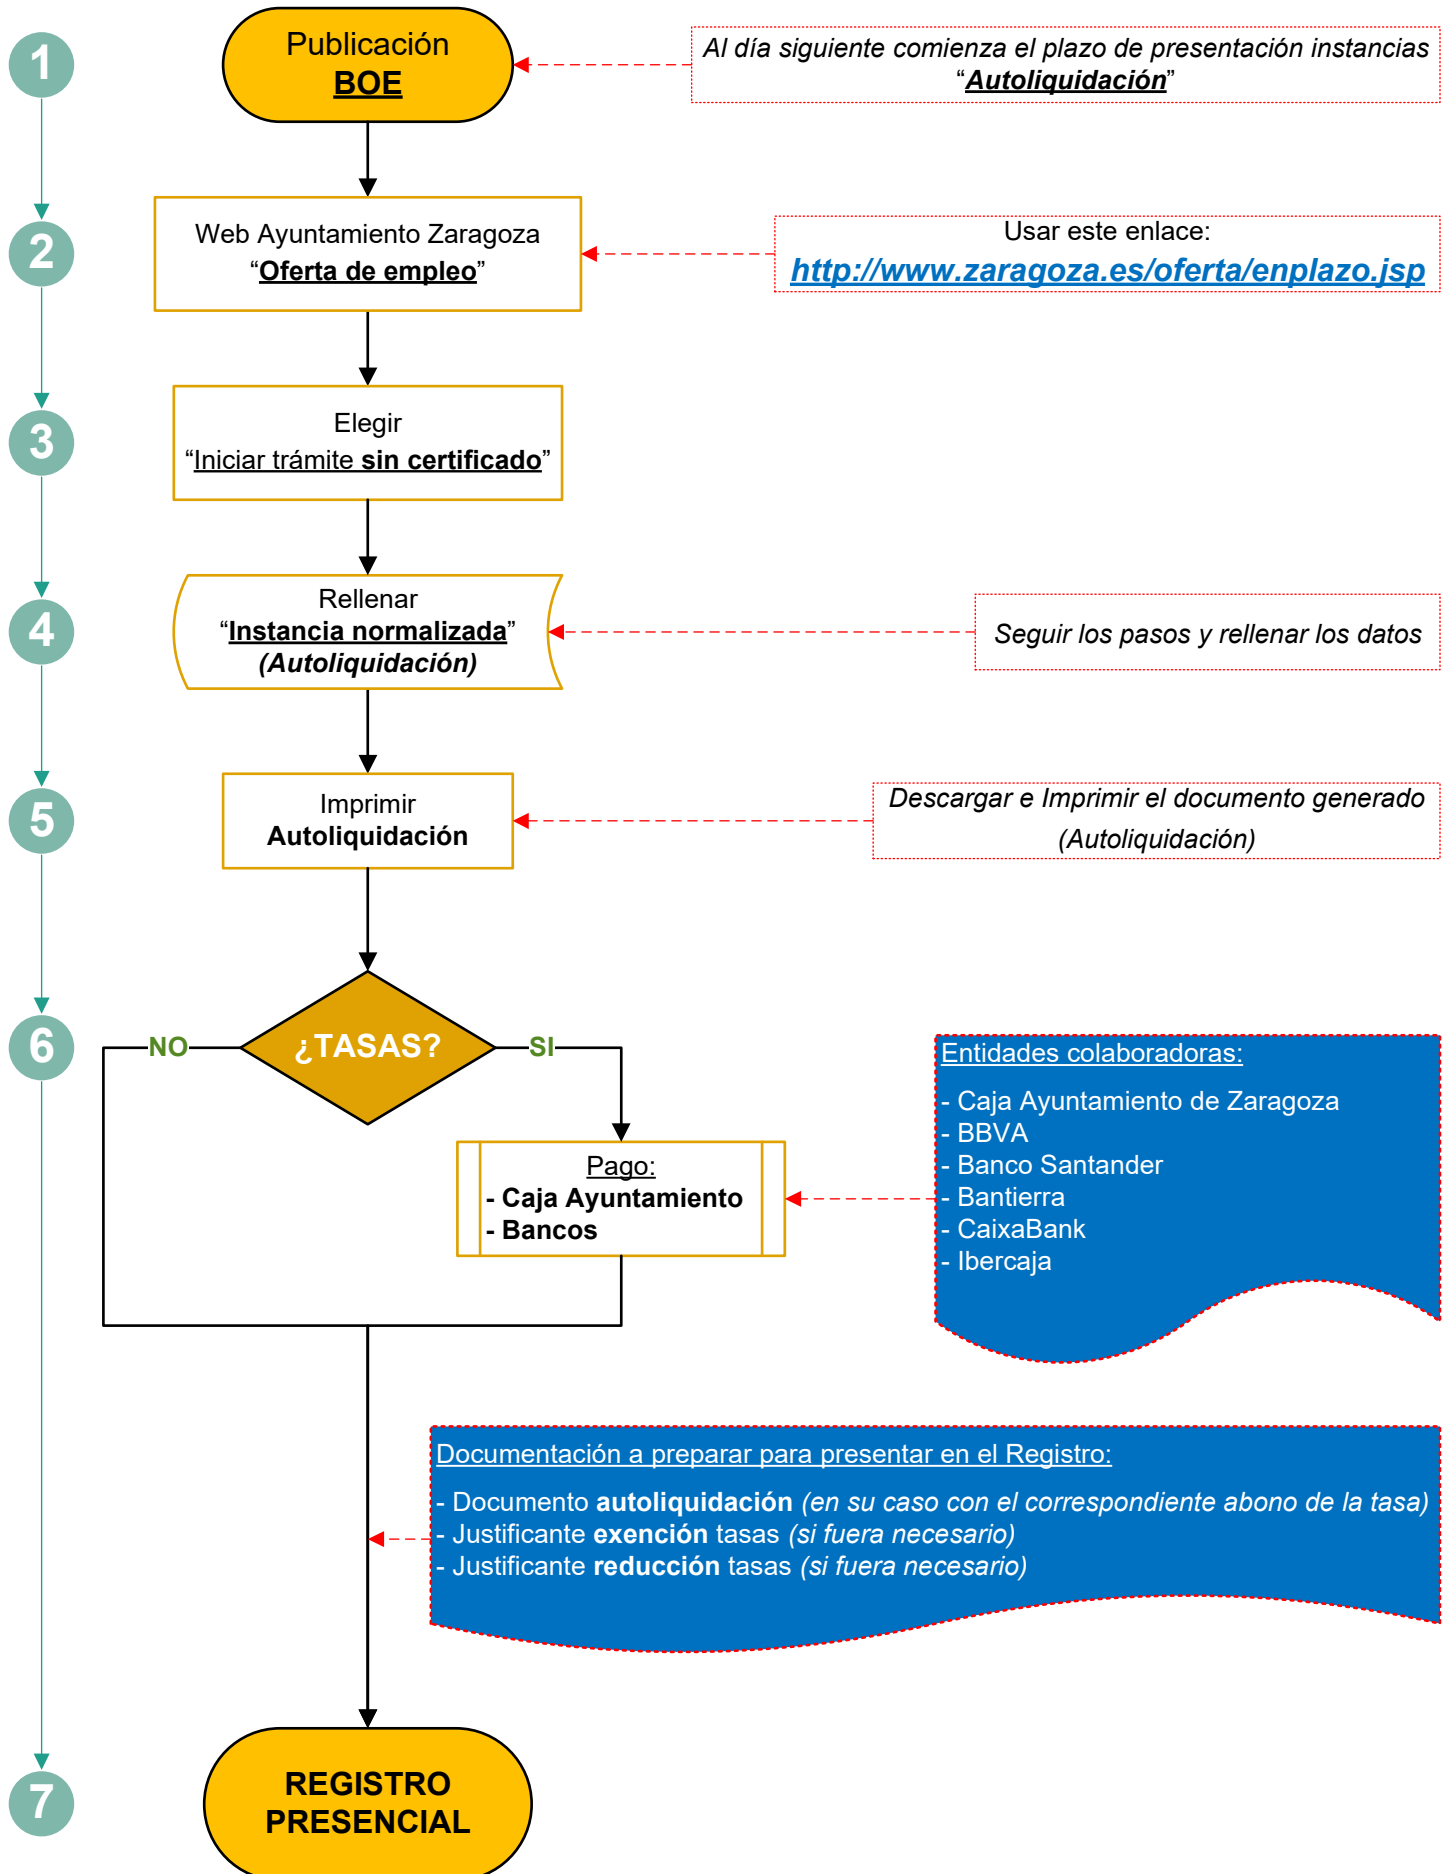 1
Publicación
BOE
Al día siguiente comienza el plazo de presentación instancias
“Autoliquidación”
2
Web Ayuntamiento Zaragoza
“Oferta de empleo”
Usar este enlace:
http://www.zaragoza.es/oferta/enplazo.jsp
3
Elegir
“Iniciar trámite sin certificado”
4
Rellenar
“Instancia normalizada”
(Autoliquidación)
Seguir los pasos y rellenar los datos
5
Imprimir
Autoliquidación
Descargar e Imprimir el documento generado
(Autoliquidación)
6
NO
¿TASAS?
SI
Pago:
- Caja Ayuntamiento
- Bancos
Entidades colaboradoras:
- Caja Ayuntamiento de Zaragoza
- BBVA
- Banco Santander
- Bantierra
- CaixaBank
- Ibercaja
Documentación a preparar para presentar en el Registro:
- Documento autoliquidación (en su caso con el correspondiente abono de la tasa)
- Justificante exención tasas (si fuera necesario)
- Justificante reducción tasas (si fuera necesario)
7
REGISTRO
PRESENCIAL